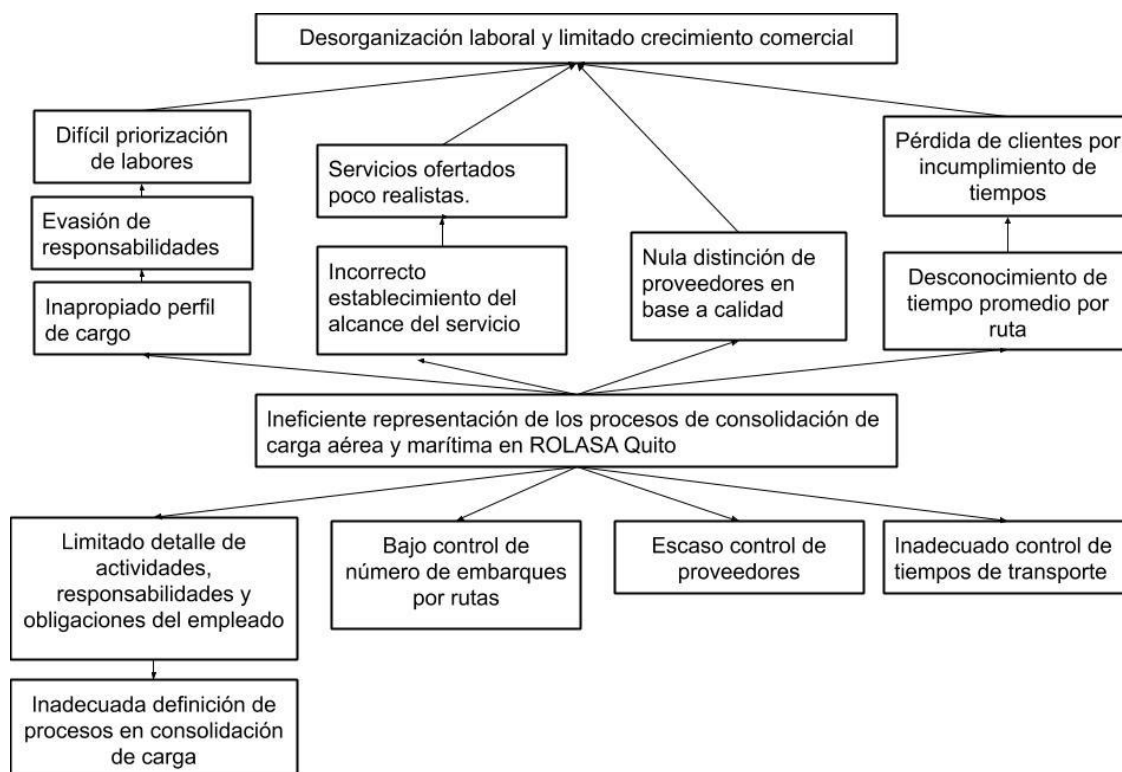 Desorganización laboral y limitado crecimiento comercial
Difícil priorización
de labores
Servicios ofertados
poco realistas.
Pérdida de clientes por
incumplimiento de
tiempos
Evasión de
responsabilidades
Incorrecto
establecimiento del
alcance del servicio
Nula distinción de
proveedores en
base a calidad
Desconocimiento de
tiempo promedio por
ruta
Inapropiado perfil
de cargo
Ineficiente representación de los procesos de consolidación de
carga aérea y marítima en ROLASA Quito
Limitado detalle de
actividades,
responsabilidades y
obligaciones del empleado
Bajo control de
número de embarques
por rutas
Escaso control de
proveedores
Inadecuado control de
tiempos de transporte
Inadecuada definición de
procesos en consolidación
de carga